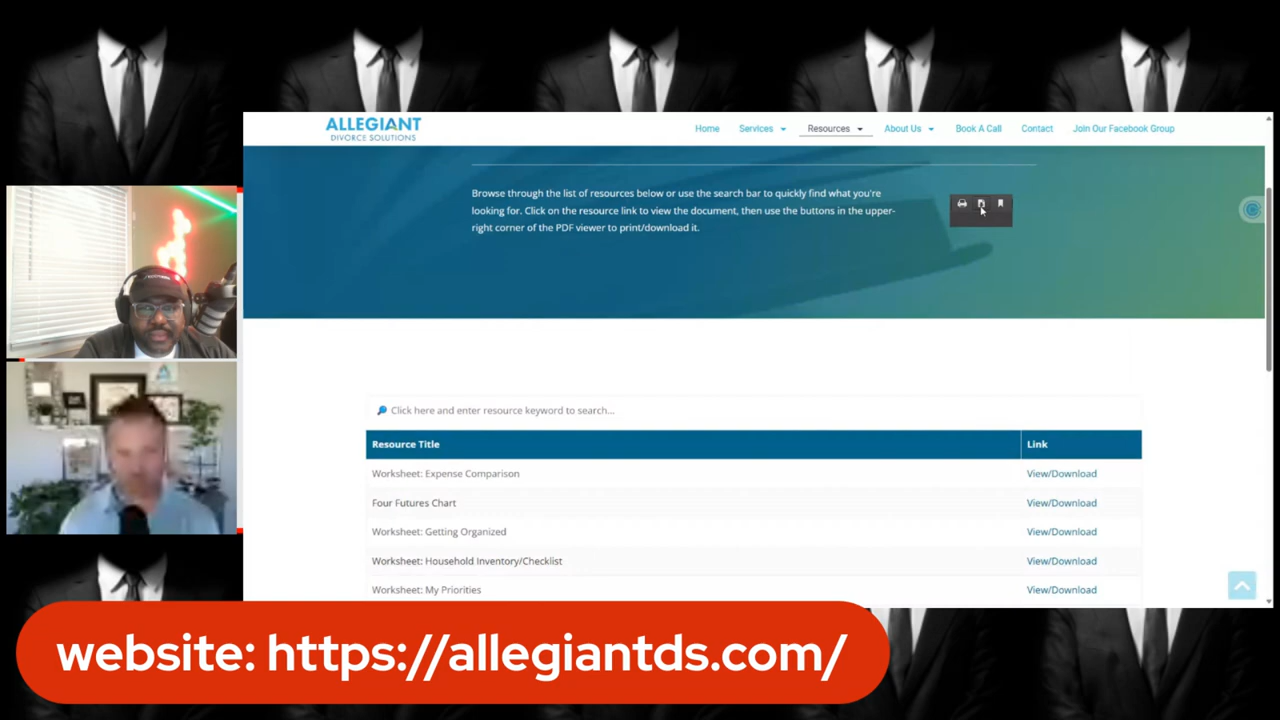 ALLEGIANT
DIVORCE SOLUTIONS
Home Services Resources About Us Book A Call Contact Join Our Facebook Group
Browse through the list of resources below or use the search bar to quickly find what you're
looking for. Click on the resource link to view the document, then use the buttons in the upper-
right corner of the PDF viewer to print/download it.
Click here and enter resource keyword to search...
Resource Title Link
Worksheet: Expense Comparison View/Download
Four Futures Chart View/Download
Worksheet: Getting Organized View/Download
Worksheet: Household Inventory/Checklist View/Download
Worksheet: My Priorities View/Download
website: https://allegiantds.com/